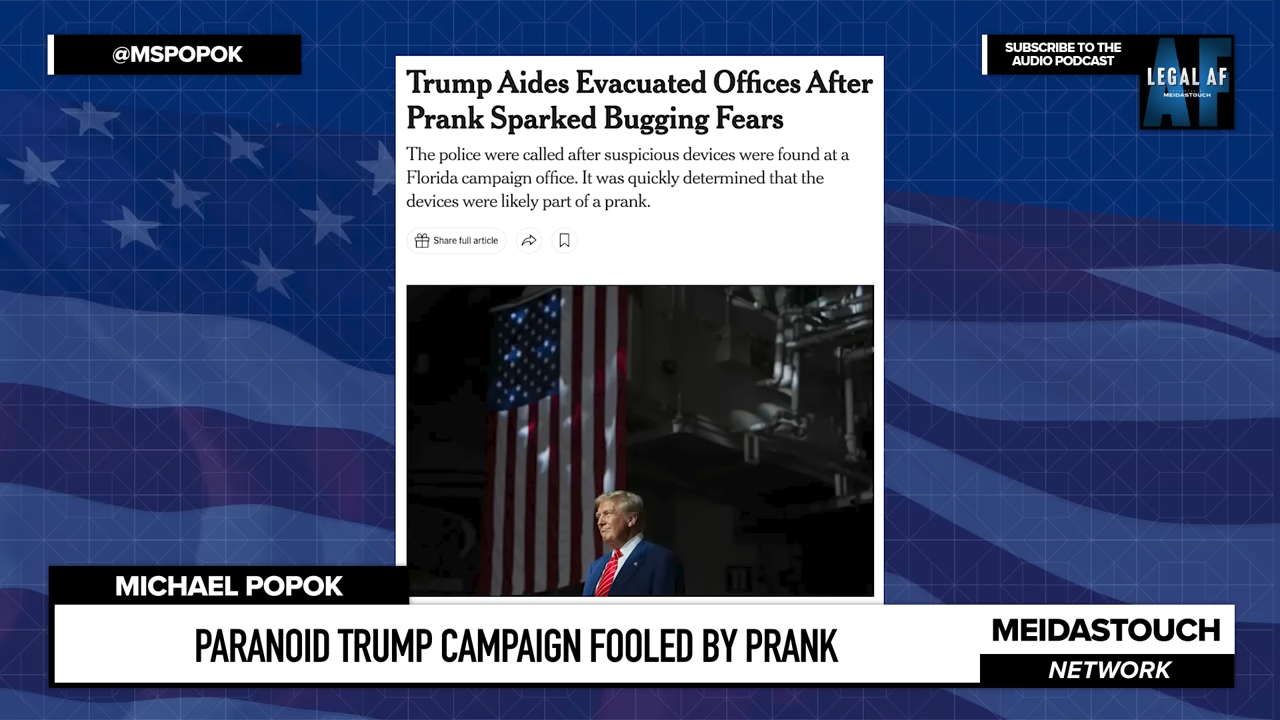 @MSPOPOK
SUBSCRIBE TO THE
AUDIO PODCAST
LEGAL AF
MEIDASTOUCH
Trump Aides Evacuated Offices After
Prank Sparked Bugging Fears
The police were called after suspicious devices were found at a
Florida campaign office. It was quickly determined that the
devices were likely part of a prank.
Share full article
MICHAEL POPOK
PARANOID TRUMP CAMPAIGN FOOLED BY PRANK
MEIDASTOUCH
NETWORK